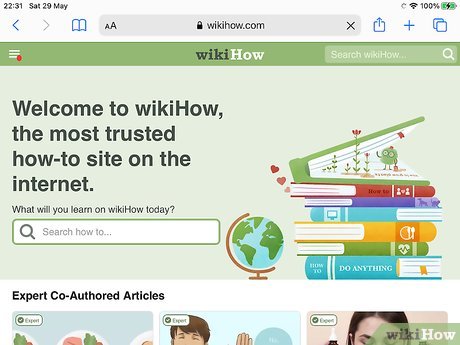 22:31 Sat 29 May 100%
AA wikihow.com
wikiHow
Search wikiHow...
Welcome to wikiHow,
the most trusted
how-to site on the
internet.
What will you learn on wikiHow today?
Search how to...
How to
HOW TO DO ANYTHING
Expert Co-Authored Articles
Expert
Expert
Expert
wikiHow